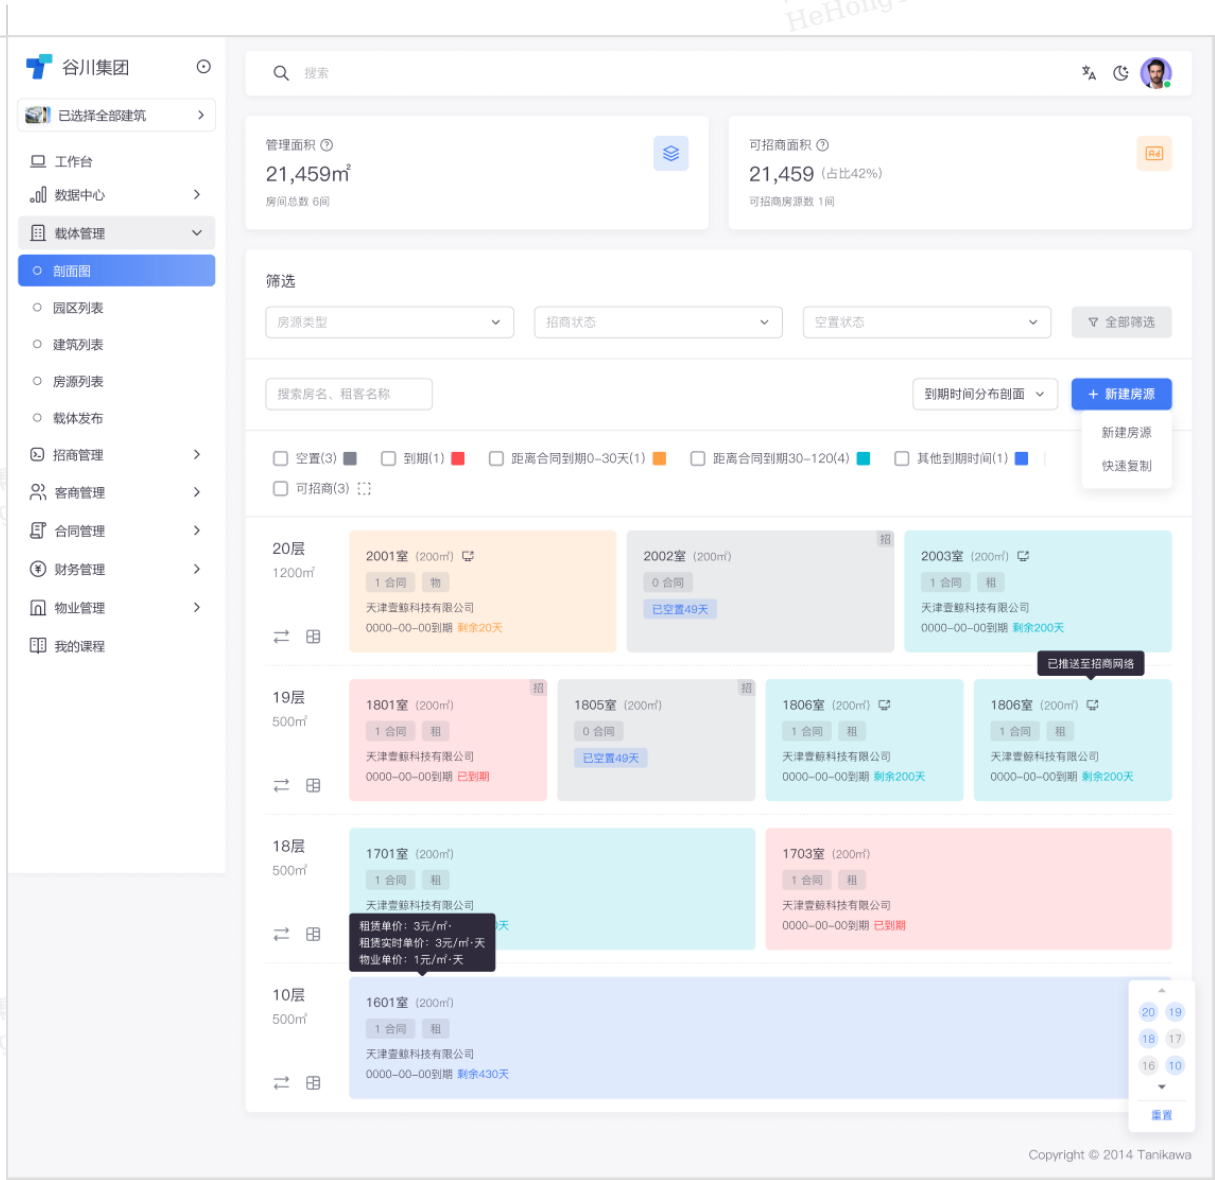 HeHong
谷川集团
搜索
已选择全部建筑
工作台
数据中心
载体管理
剖面图
园区列表
建筑列表
房源列表
载体发布
招商管理
客商管理
合同管理
财务管理
物业管理
我的课程
管理面积
21,459㎡
房间总数 6间
可招商面积
21,459 (占比42%)
可招商房源数 1间
筛选
房源类型
招商状态
空置状态
全部筛选
搜索房名、租客名称
到期时间分布剖面
+ 新建房源
新建房源
快速复制
空置(3)
到期(1)
距离合同到期0-30天(1)
距离合同到期30-120(4)
其他到期时间(1)
可招商(3)
20层
1200㎡
2001室 (200㎡)
1 合同 物
天津壹鲸科技有限公司
0000-00-00到期 剩余20天
招
2002室 (200㎡)
0 合同
已空置49天
2003室 (200㎡)
1 合同 租
天津壹鲸科技有限公司
0000-00-00到期 剩余200天
已推送至招商网络
19层
500㎡
招
1801室 (200㎡)
1 合同 租
天津壹鲸科技有限公司
0000-00-00到期 已到期
招
1805室 (200㎡)
0 合同
已空置49天
1806室 (200㎡)
1 合同 租
天津壹鲸科技有限公司
0000-00-00到期 剩余200天
1806室 (200㎡)
1 合同 租
天津壹鲸科技有限公司
0000-00-00到期 剩余200天
18层
500㎡
1701室 (200㎡)
1 合同 租
天津壹鲸科技有限公司
天
租赁单价：3元/㎡·
租赁实时单价：3元/㎡·天
物业单价：1元/㎡·天
1703室 (200㎡)
1 合同 租
天津壹鲸科技有限公司
0000-00-00到期 已到期
10层
500㎡
1601室 (200㎡)
1 合同 租
天津壹鲸科技有限公司
0000-00-00到期 剩余430天
20 19
18 17
16 10
重置
Copyright © 2014 Tanikawa